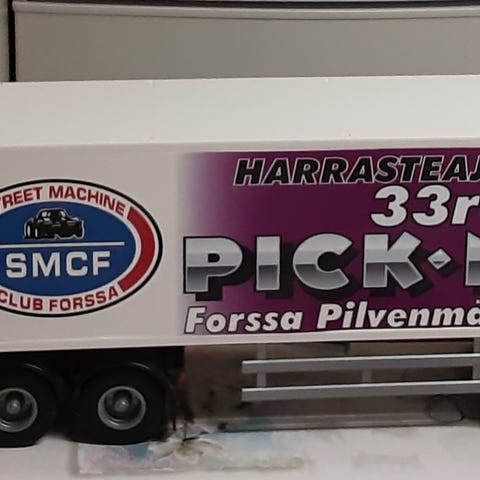 STREET MACHINE
SMCF
CLUB FORSSA
HARRASTEAJ
33r
PICK-
Forssa Pilvenmä